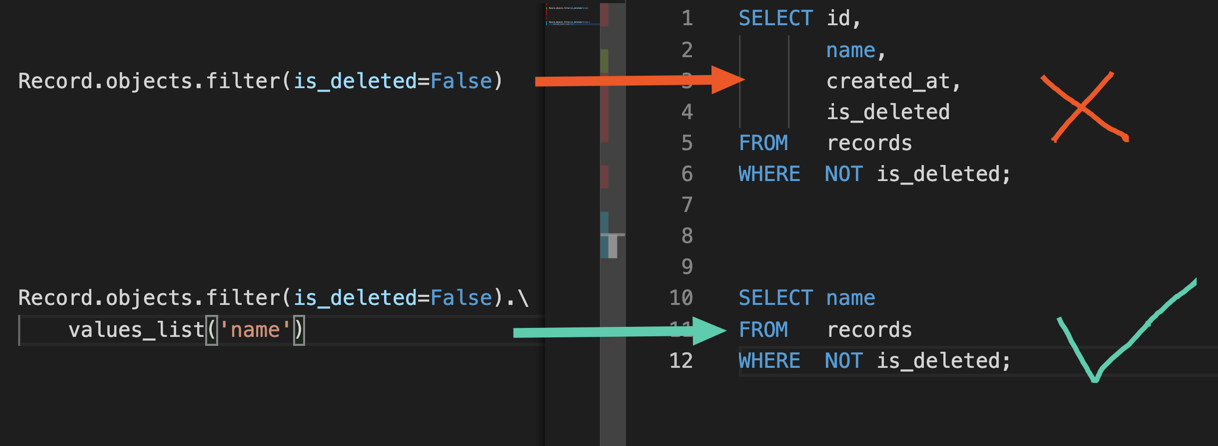 Record.objects.filter(is_deleted=False)
Record.objects.filter(is_deleted=False).\
values_list('name')
1 SELECT id,
2 name,
3 created_at,
4 is_deleted
5 FROM records
6 WHERE NOT is_deleted;
7
8
9
10 SELECT name
11 FROM records
12 WHERE NOT is_deleted;